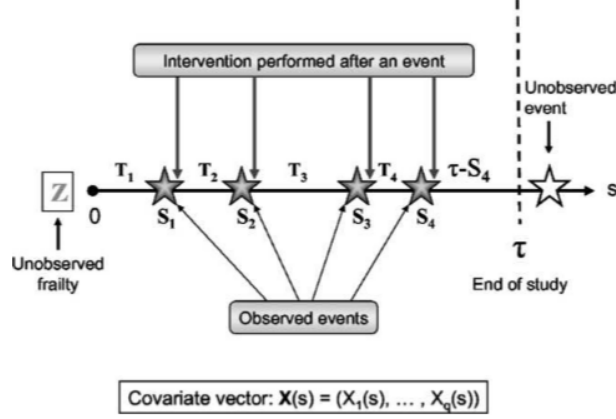 Intervention performed after an event
Unobserved
event
T₁ T₂ T₃ T₄ τ-S₄
Z
0
S₁ S₂ S₃ S₄
s
τ
Unobserved
frailty
End of study
Observed events
Covariate vector: X(s) = (X₁(s), ... , X_q(s))